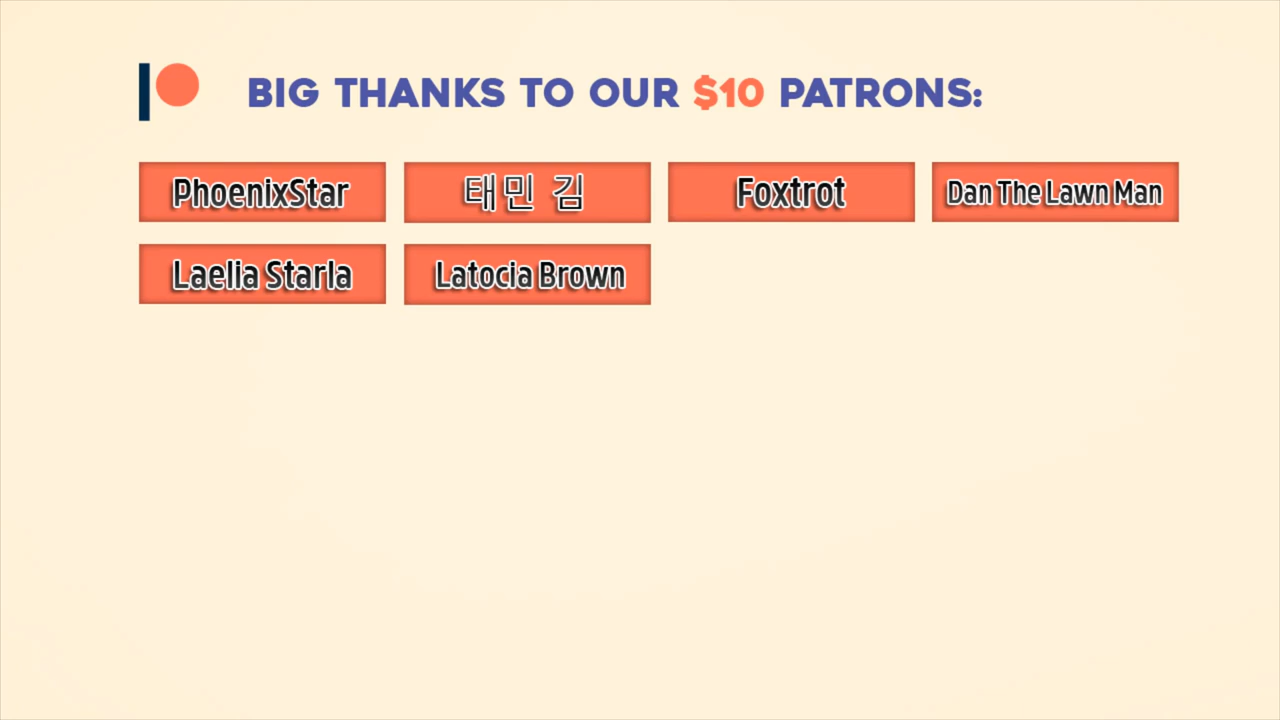 BIG THANKS TO OUR $10 PATRONS:
PhoenixStar 태민 김 Foxtrot Dan The Lawn Man
Laelia Starla Latocia Brown